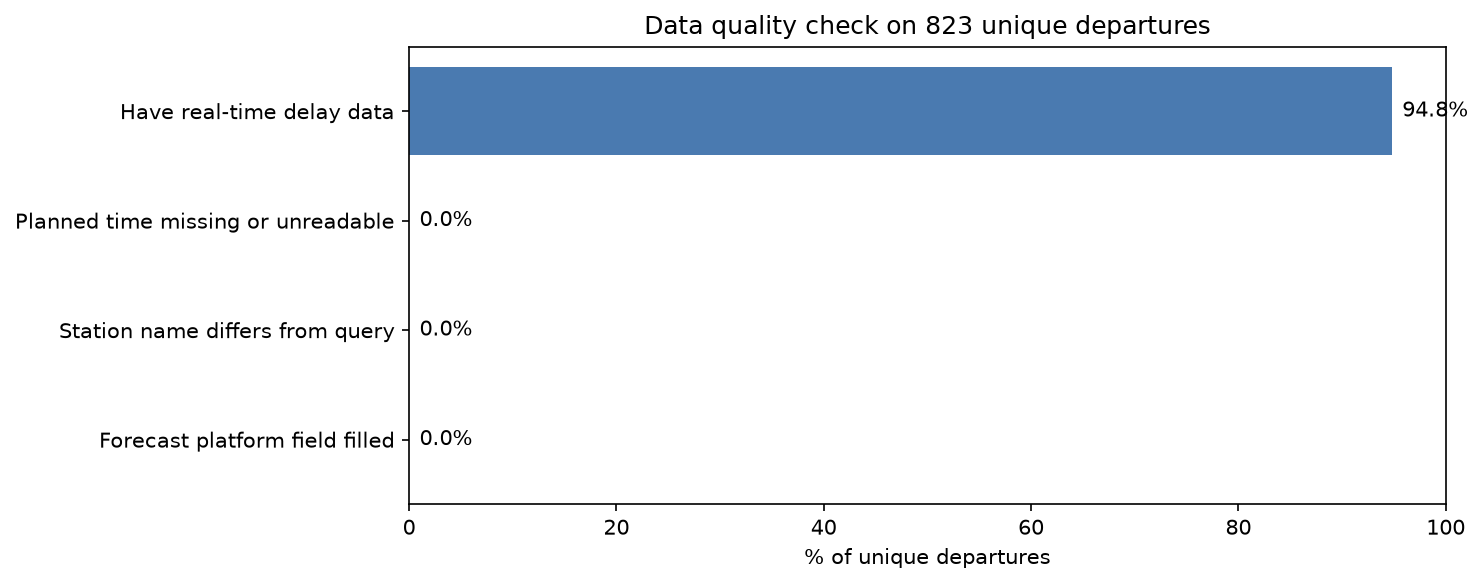 Data quality check on 823 unique departures
Have real-time delay data
94.8%
Planned time missing or unreadable
0.0%
Station name differs from query
0.0%
Forecast platform field filled
0.0%
0 20 40 60 80 100
% of unique departures